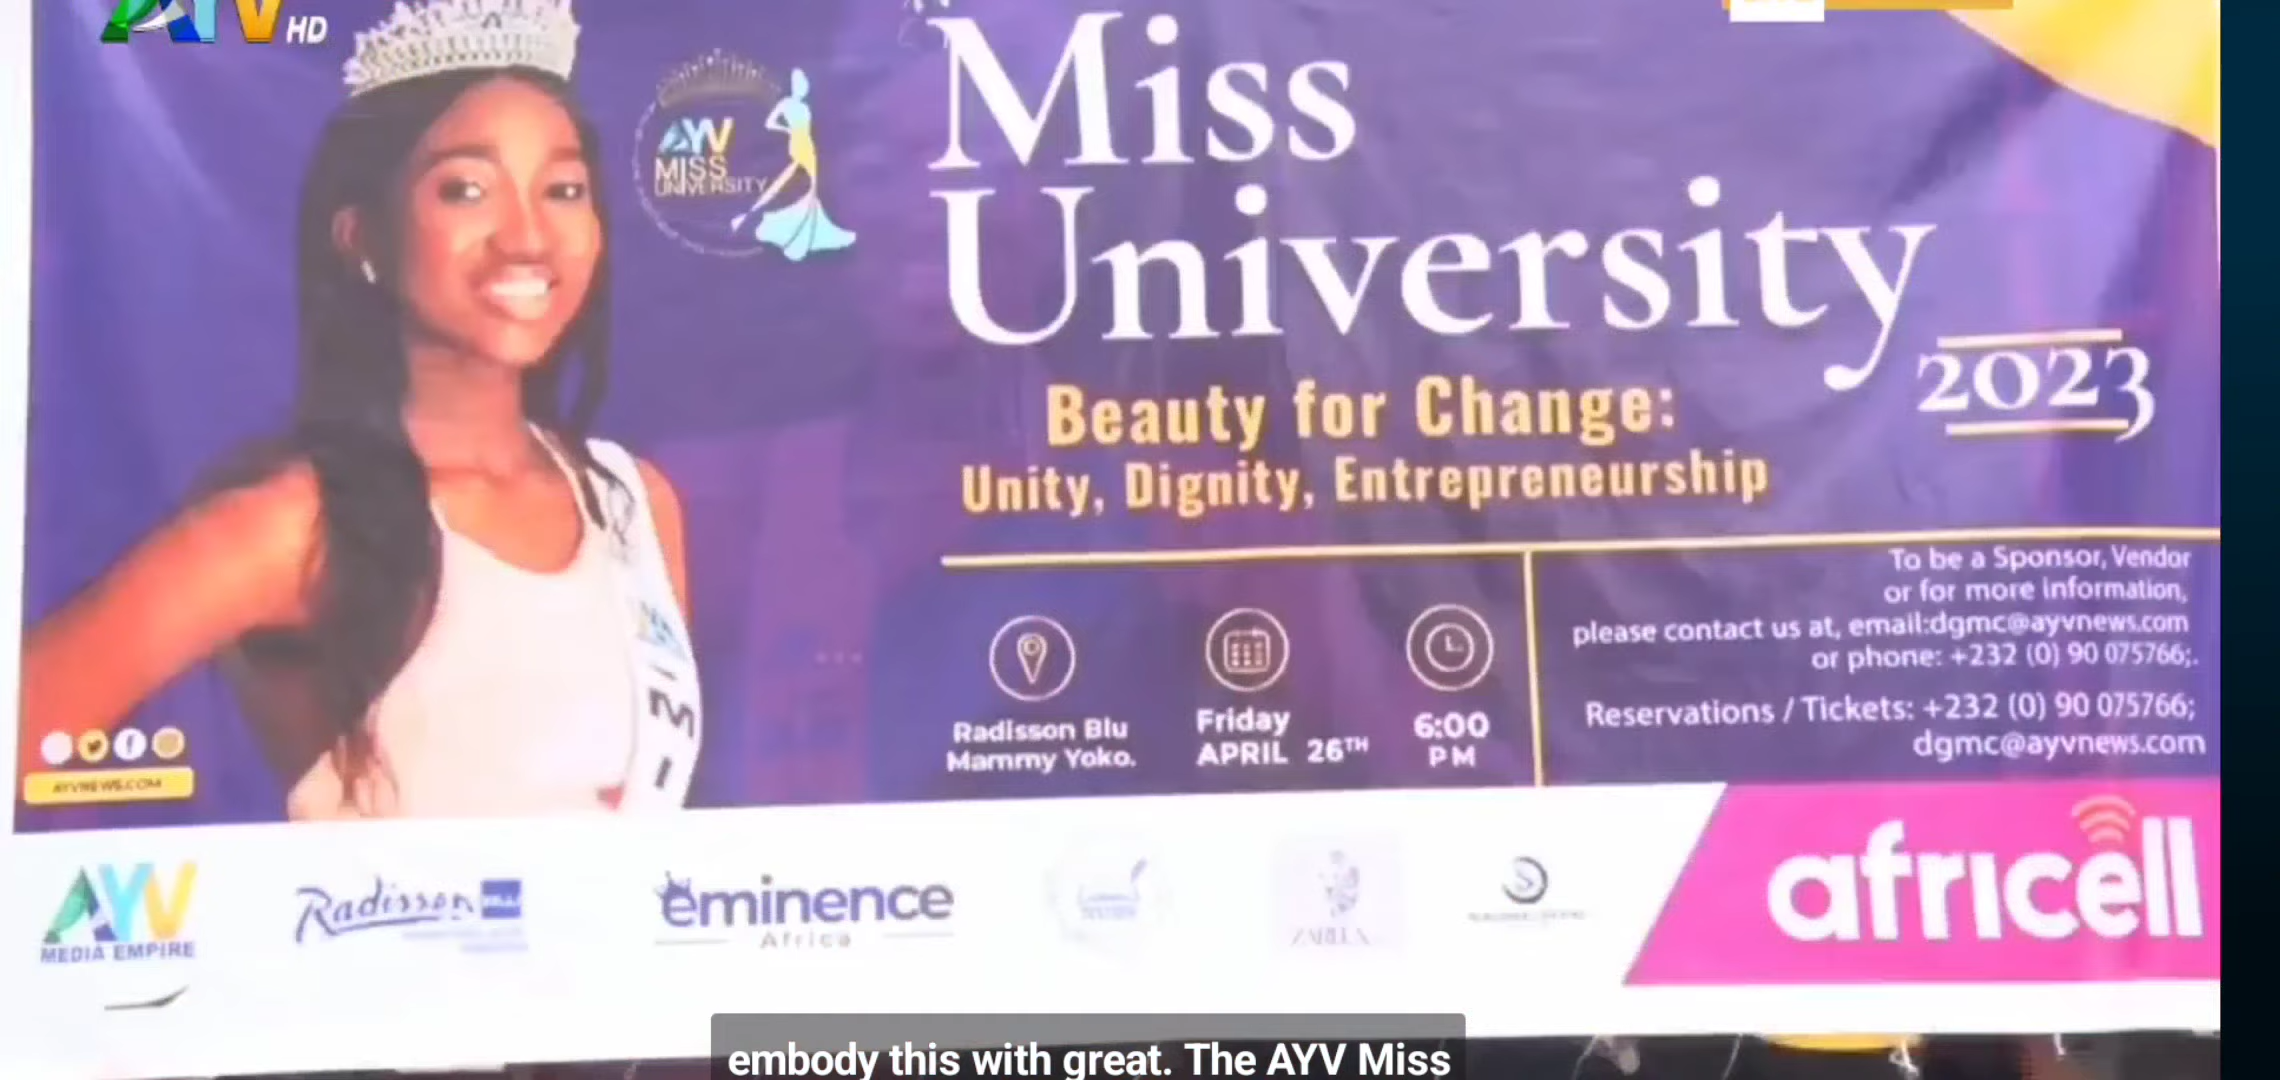 AYV HD
AYV
MISS
UNIVERSITY
Miss
University
2023
Beauty for Change:
Unity, Dignity, Entrepreneurship
To be a Sponsor, Vendor
or for more information,
please contact us at, email:dgmc@ayvnews.com
or phone: +232 (0) 90 075766;.
Reservations / Tickets: +232 (0) 90 075766;
dgmc@ayvnews.com
Radisson Blu
Mammy Yoko.
Friday
APRIL 26TH
6:00
PM
AYVNEWS.COM
AYV
MEDIA EMPIRE
Radisson BLU
eminence
Africa
africell
embody this with great. The AYV Miss